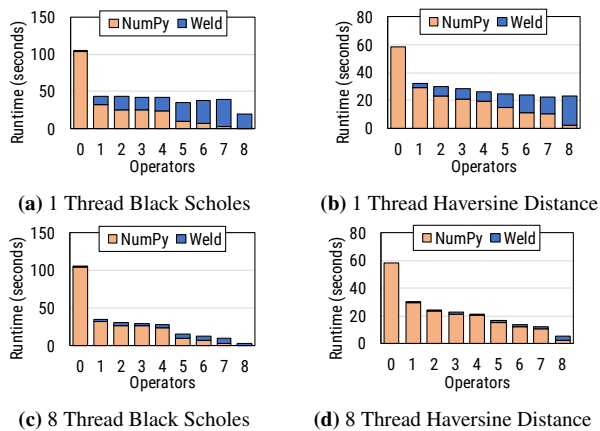 NumPy Weld
Runtime (seconds)
150
100
50
0
0 1 2 3 4 5 6 7 8
Operators
(a) 1 Thread Black Scholes
NumPy Weld
Runtime (seconds)
80
60
40
20
0
0 1 2 3 4 5 6 7 8
Operators
(b) 1 Thread Haversine Distance
NumPy Weld
Runtime (seconds)
150
100
50
0
0 1 2 3 4 5 6 7 8
Operators
(c) 8 Thread Black Scholes
NumPy Weld
Runtime (seconds)
80
60
40
20
0
0 1 2 3 4 5 6 7 8
Operators
(d) 8 Thread Haversine Distance